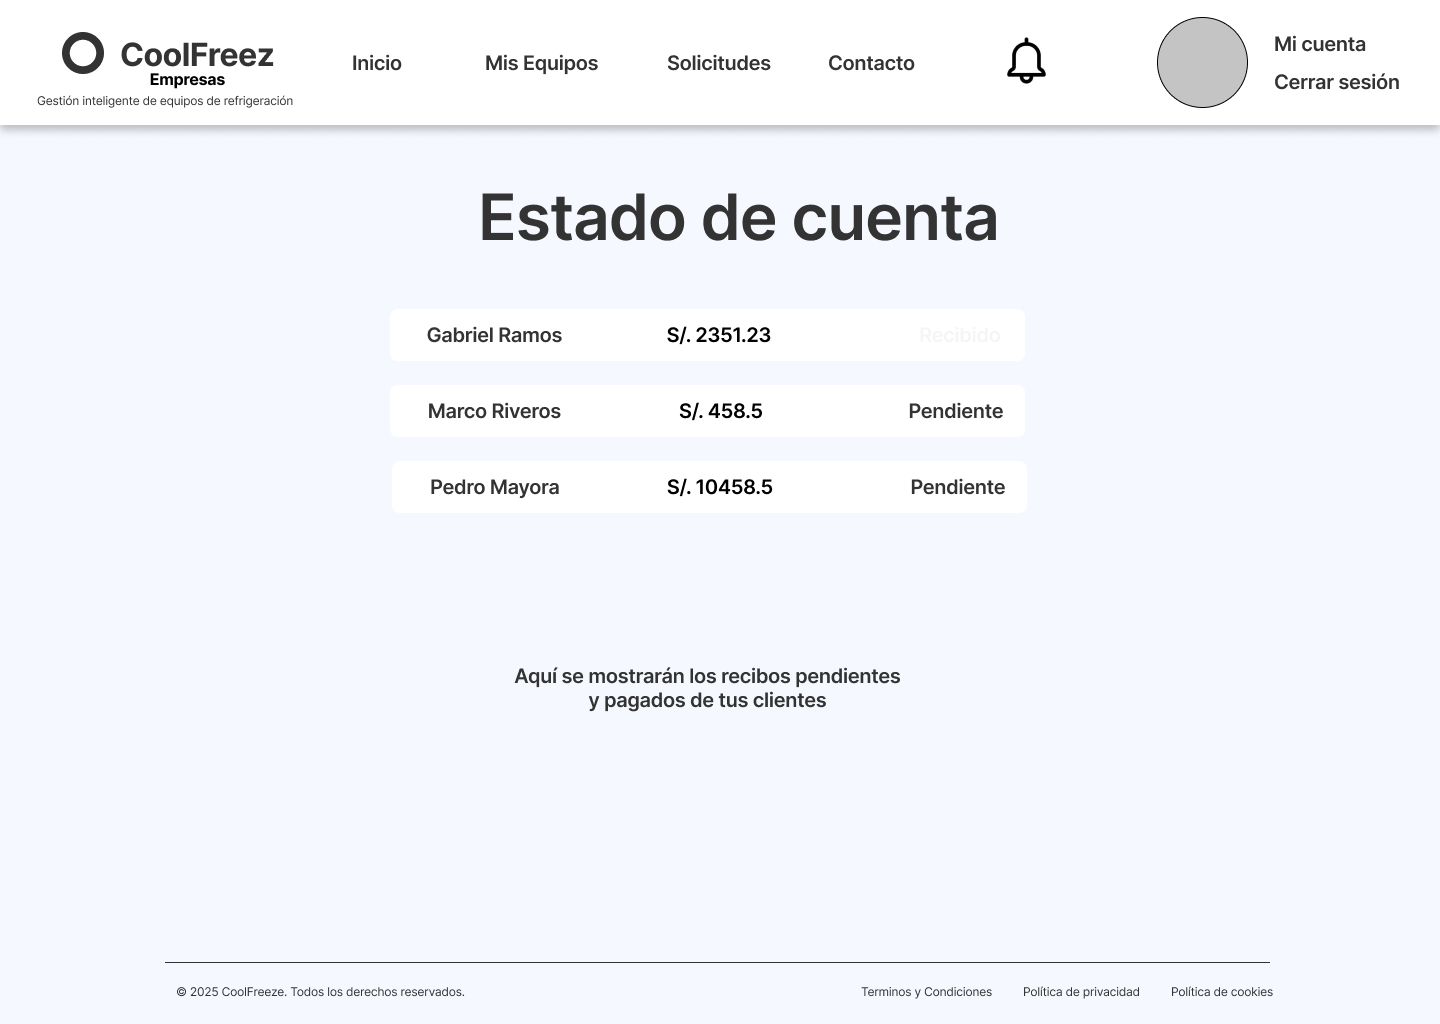 CoolFreez
Empresas
Gestión inteligente de equipos de refrigeración
Inicio
Mis Equipos
Solicitudes
Contacto
Mi cuenta
Cerrar sesión
Estado de cuenta
Gabriel Ramos S/. 2351.23 Recibido
Marco Riveros S/. 458.5 Pendiente
Pedro Mayora S/. 10458.5 Pendiente
Aquí se mostrarán los recibos pendientes
y pagados de tus clientes
© 2025 CoolFreeze. Todos los derechos reservados.
Terminos y Condiciones
Política de privacidad
Política de cookies